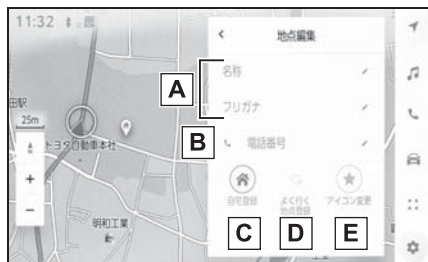 11:32
地点編集
名称
A
フリガナ
B
電話番号
田駅
25m
トヨタ自動車本社
自宅登録
よく行く
地点登録
アイコン変更
明和工業
C
D
E